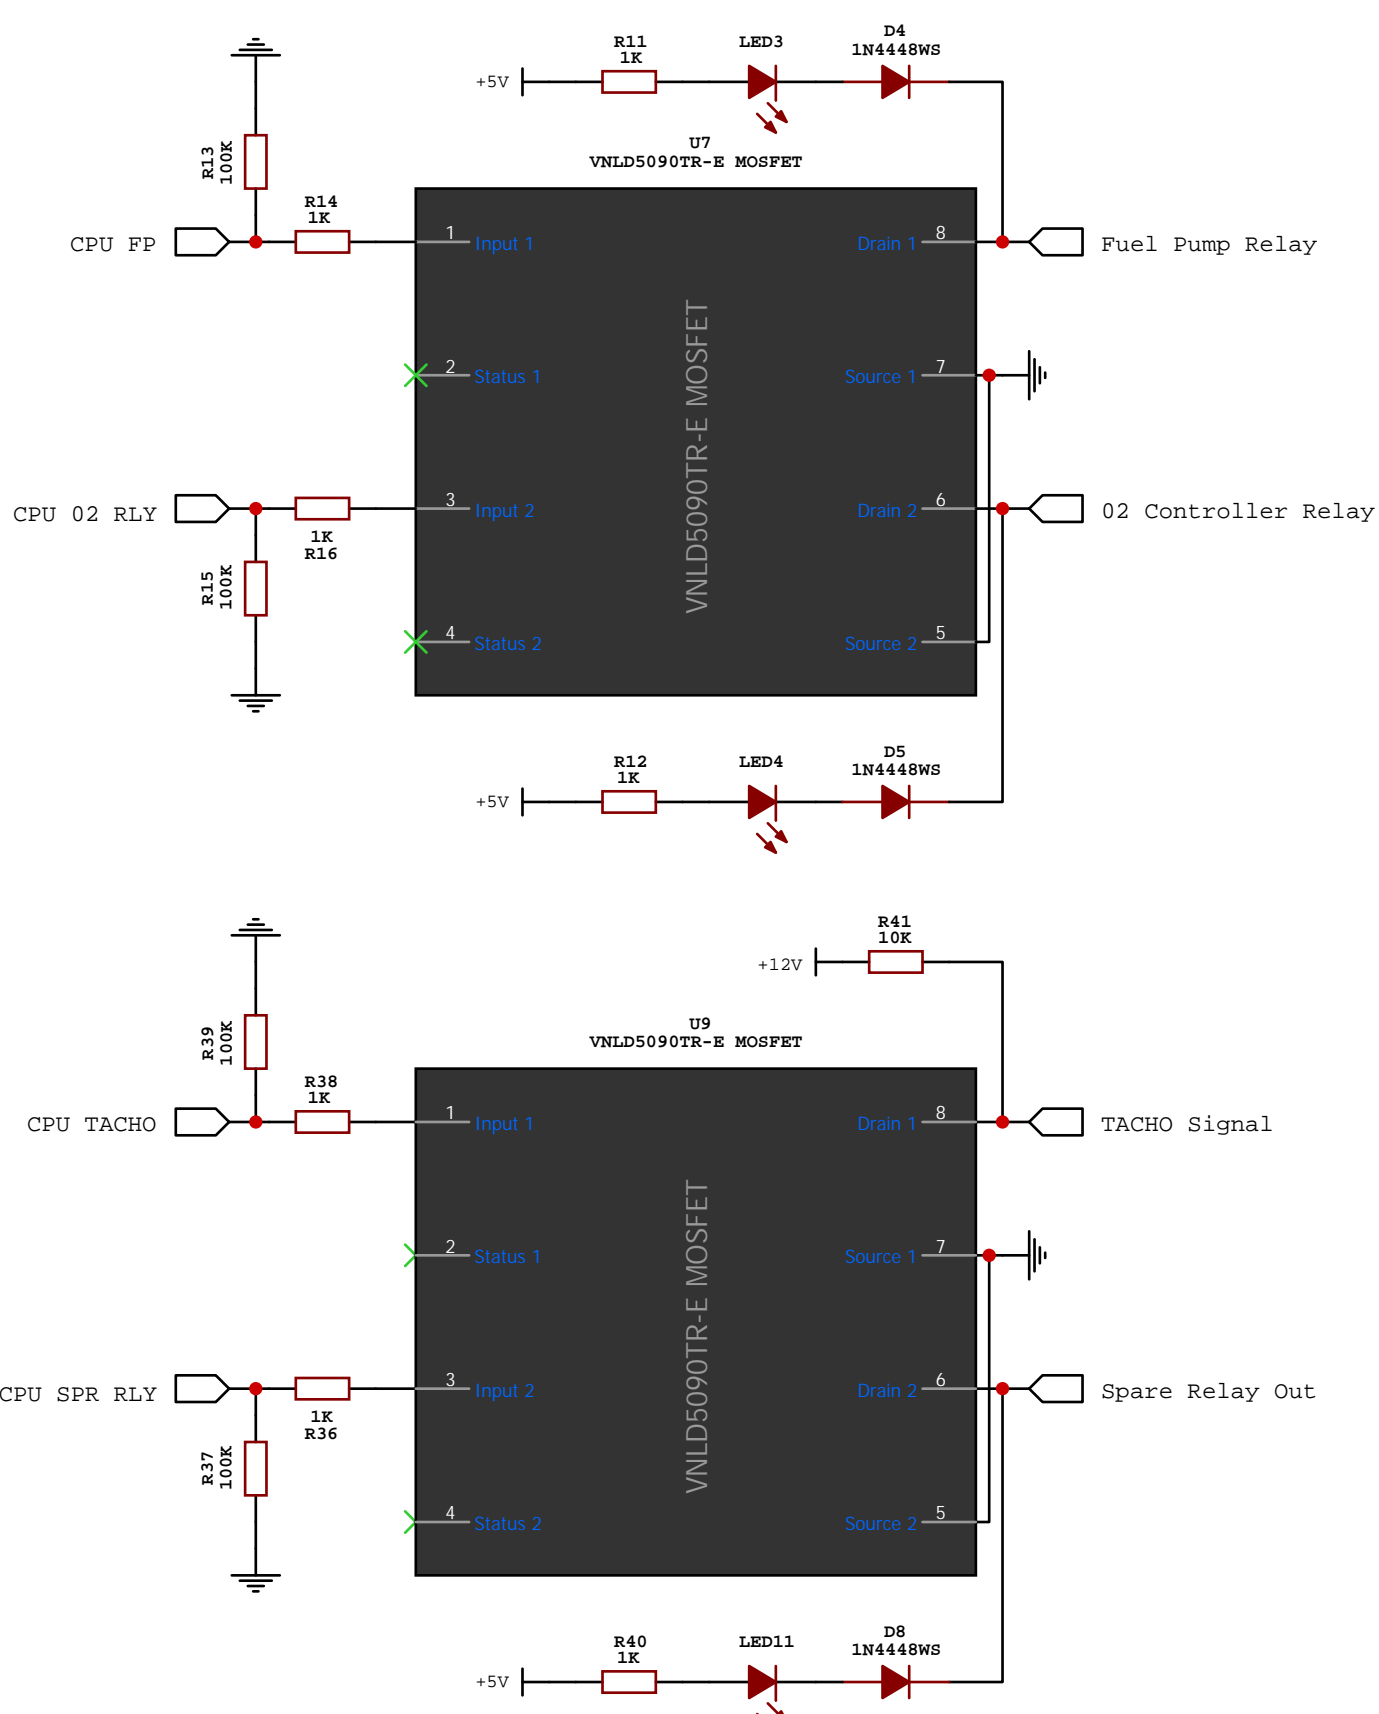 R11
1K
LED3
D4
1N4448WS
+5V
U7
VNLD5090TR-E MOSFET
R13
100K
R14
1K
CPU FP
1
Input 1
Drain 1
8
Fuel Pump Relay
2
Status 1
VNLD5090TR-E MOSFET
Source 1
7
CPU 02 RLY
1K
R16
3
Input 2
Drain 2
6
02 Controller Relay
R15
100K
4
Status 2
Source 2
5
R12
1K
LED4
D5
1N4448WS
+5V
R41
10K
+12V
U9
VNLD5090TR-E MOSFET
R39
100K
R38
1K
CPU TACHO
1
Input 1
Drain 1
8
TACHO Signal
2
Status 1
VNLD5090TR-E MOSFET
Source 1
7
CPU SPR RLY
1K
R36
3
Input 2
Drain 2
6
Spare Relay Out
R37
100K
4
Status 2
Source 2
5
R40
1K
LED11
D8
1N4448WS
+5V